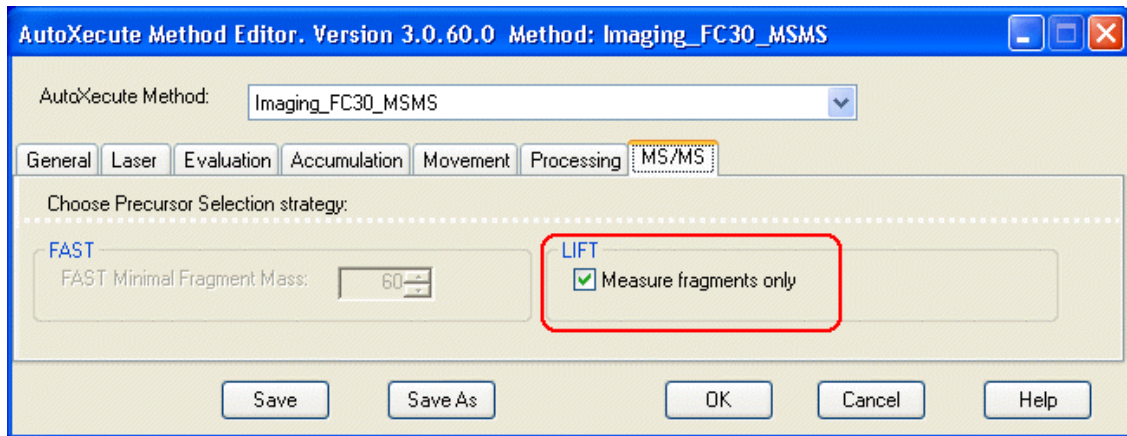 AutoXecute Method Editor. Version 3.0.60.0 Method: Imaging_FC30_MSMS
AutoXecute Method: Imaging_FC30_MSMS
General Laser Evaluation Accumulation Movement Processing MS/MS
Choose Precursor Selection strategy:
FAST LIFT
FAST Minimal Fragment Mass: 60 Measure fragments only
Save Save As OK Cancel Help